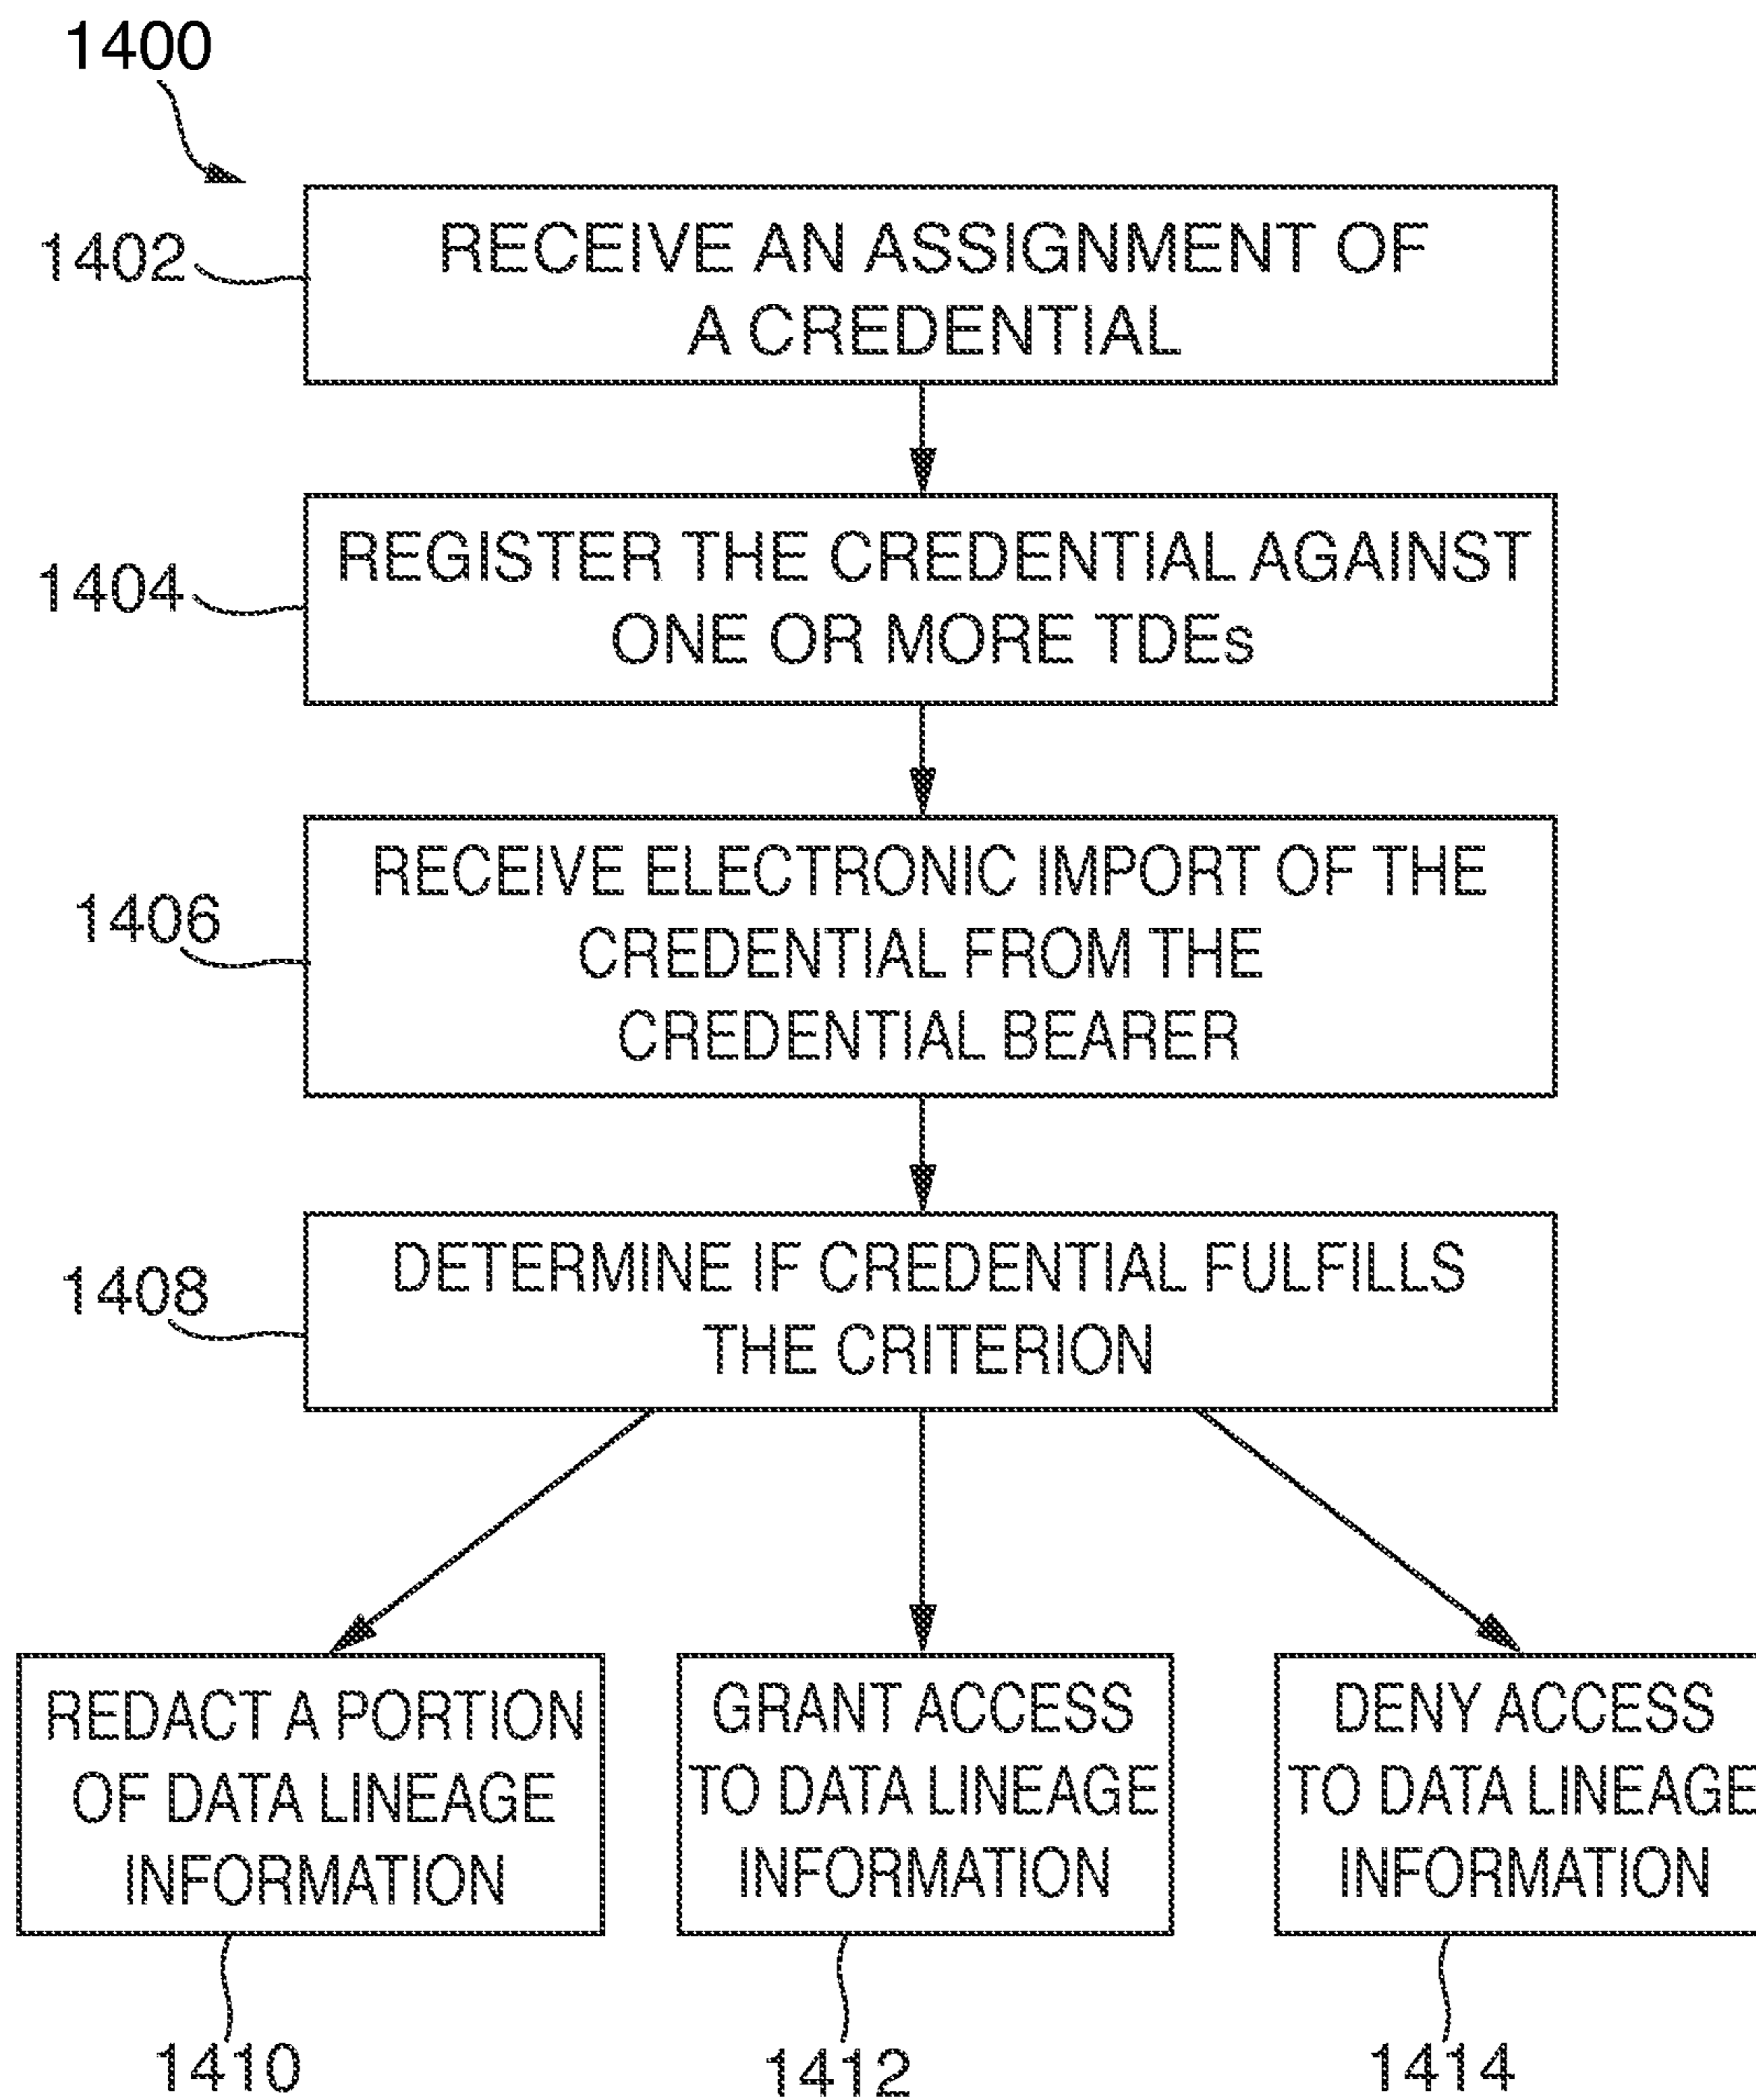 1400
1402
RECEIVE AN ASSIGNMENT OF
A CREDENTIAL
1404
REGISTER THE CREDENTIAL AGAINST
ONE OR MORE TDEs
1406
RECEIVE ELECTRONIC IMPORT OF THE
CREDENTIAL FROM THE
CREDENTIAL BEARER
1408
DETERMINE IF CREDENTIAL FULFILLS
THE CRITERION
REDACT A PORTION
OF DATA LINEAGE
INFORMATION
1410
GRANT ACCESS
TO DATA LINEAGE
INFORMATION
1412
DENY ACCESS
TO DATA LINEAGE
INFORMATION
1414